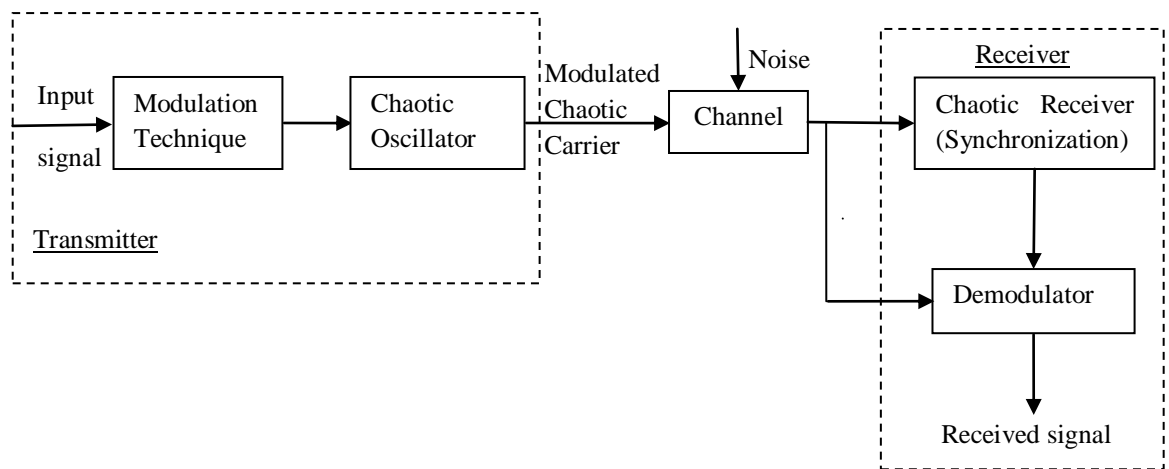 Input
signal
Modulation
Technique
Chaotic
Oscillator
Transmitter
Modulated
Chaotic
Carrier
Noise
Channel
Receiver
Chaotic Receiver
(Synchronization)
Demodulator
Received signal